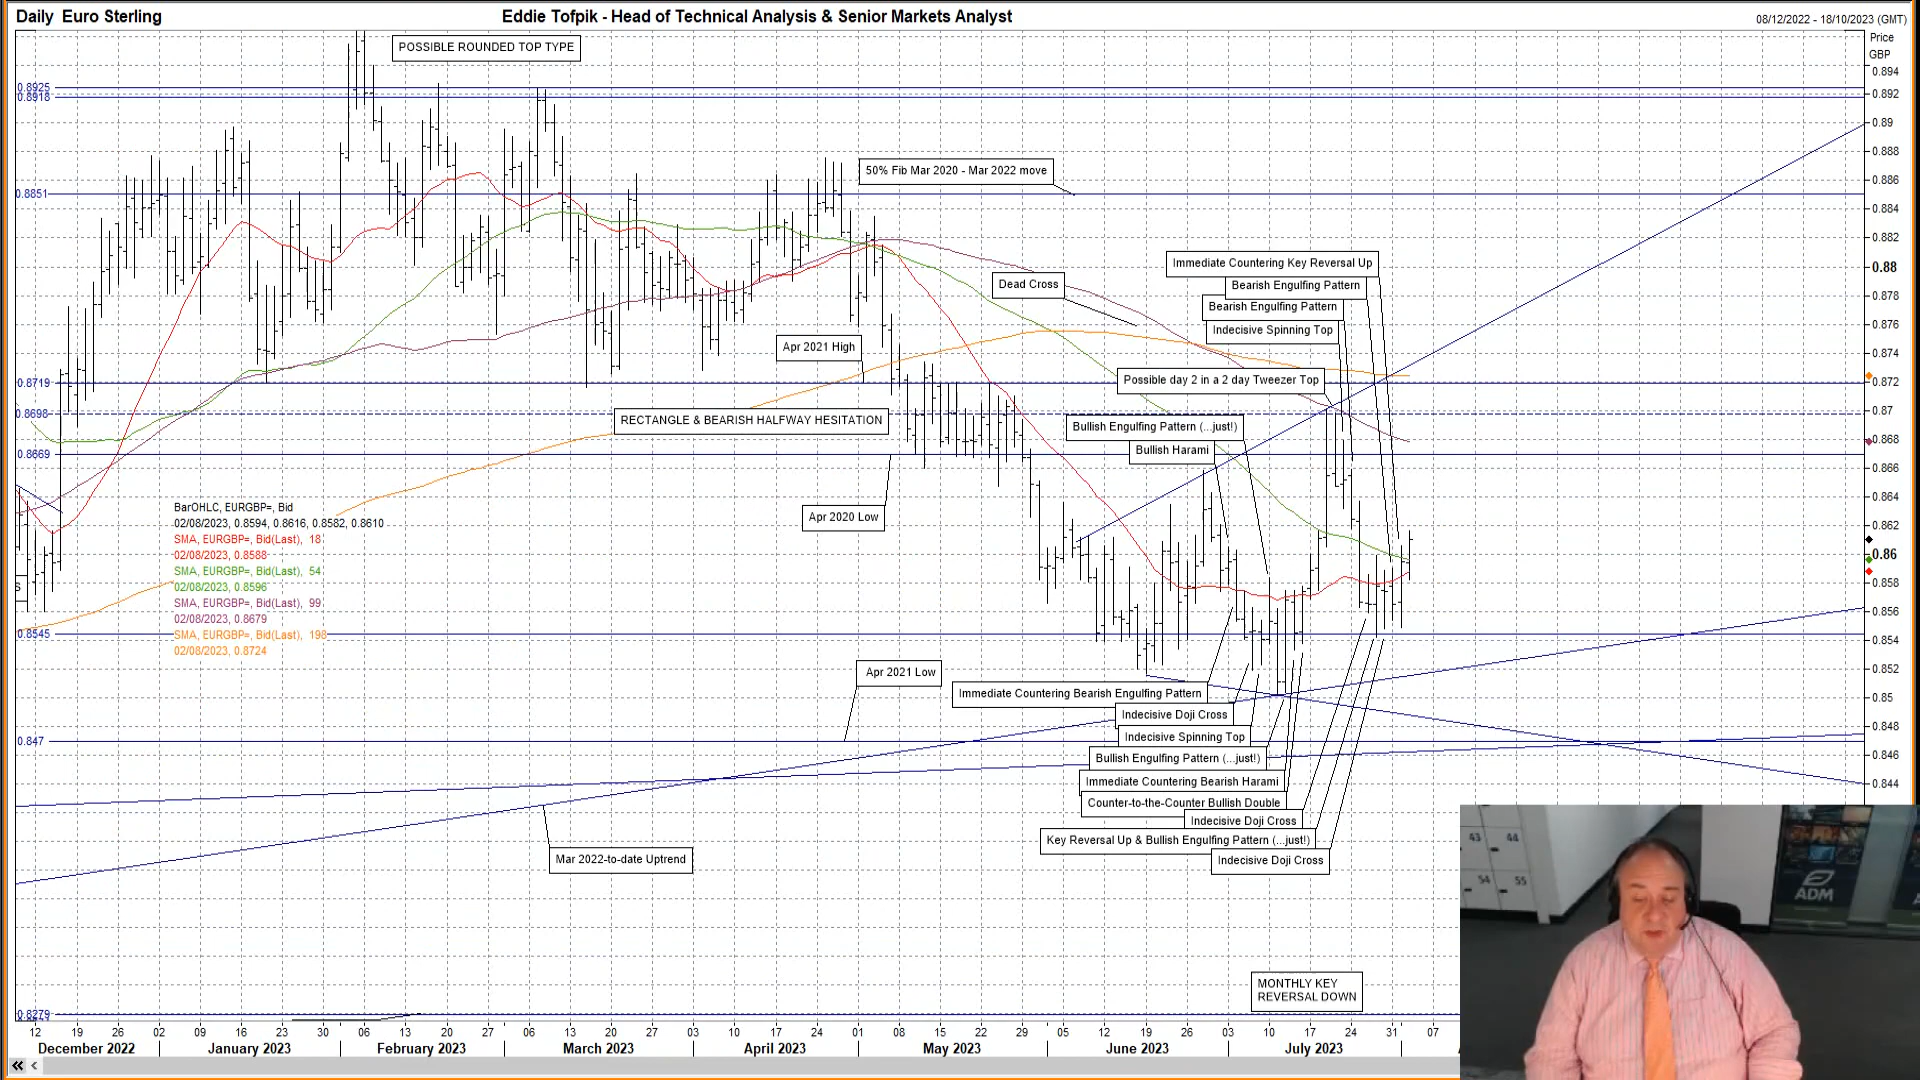 Daily Euro Sterling
Eddie Tofpik - Head of Technical Analysis & Senior Markets Analyst
08/12/2022 - 18/10/2023 (GMT)
Price
GBP
POSSIBLE ROUNDED TOP TYPE
0.8925
0.8918
0.8851
0.8719
0.8698
0.8669
0.8545
0.847
0.8279
50% Fib Mar 2020 - Mar 2022 move
Dead Cross
Immediate Countering Key Reversal Up
Bearish Engulfing Pattern
Bearish Engulfing Pattern
Indecisive Spinning Top
Apr 2021 High
Possible day 2 in a 2 day Tweezer Top
RECTANGLE & BEARISH HALFWAY HESITATION
Bullish Engulfing Pattern (...just!)
Bullish Harami
Apr 2020 Low
BarOHLC, EURGBP=, Bid
02/08/2023, 0.8594, 0.8616, 0.8582, 0.8610
SMA, EURGBP=, Bid(Last), 18
02/08/2023, 0.8588
SMA, EURGBP=, Bid(Last), 54
02/08/2023, 0.8596
SMA, EURGBP=, Bid(Last), 99
02/08/2023, 0.8679
SMA, EURGBP=, Bid(Last), 198
02/08/2023, 0.8724
Apr 2021 Low
Immediate Countering Bearish Engulfing Pattern
Indecisive Doji Cross
Indecisive Spinning Top
Bullish Engulfing Pattern (...just!)
Immediate Countering Bearish Harami
Counter-to-the-Counter Bullish Double
Indecisive Doji Cross
Key Reversal Up & Bullish Engulfing Pattern (...just!)
Indecisive Doji Cross
Mar 2022-to-date Uptrend
MONTHLY KEY
REVERSAL DOWN
0.894
0.892
0.89
0.888
0.886
0.884
0.882
0.88
0.878
0.876
0.874
0.872
0.87
0.868
0.866
0.864
0.862
0.86
0.858
0.856
0.854
0.852
0.85
0.848
0.846
0.844
43 44
54 55
ADM
12 19 26 02 09 16 23 30 06 13 20 27 06 13 20 27 03 10 17 24 01 08 15 22 29 05 12 19 26 03 10 17 24 31 07
December 2022 January 2023 February 2023 March 2023 April 2023 May 2023 June 2023 July 2023